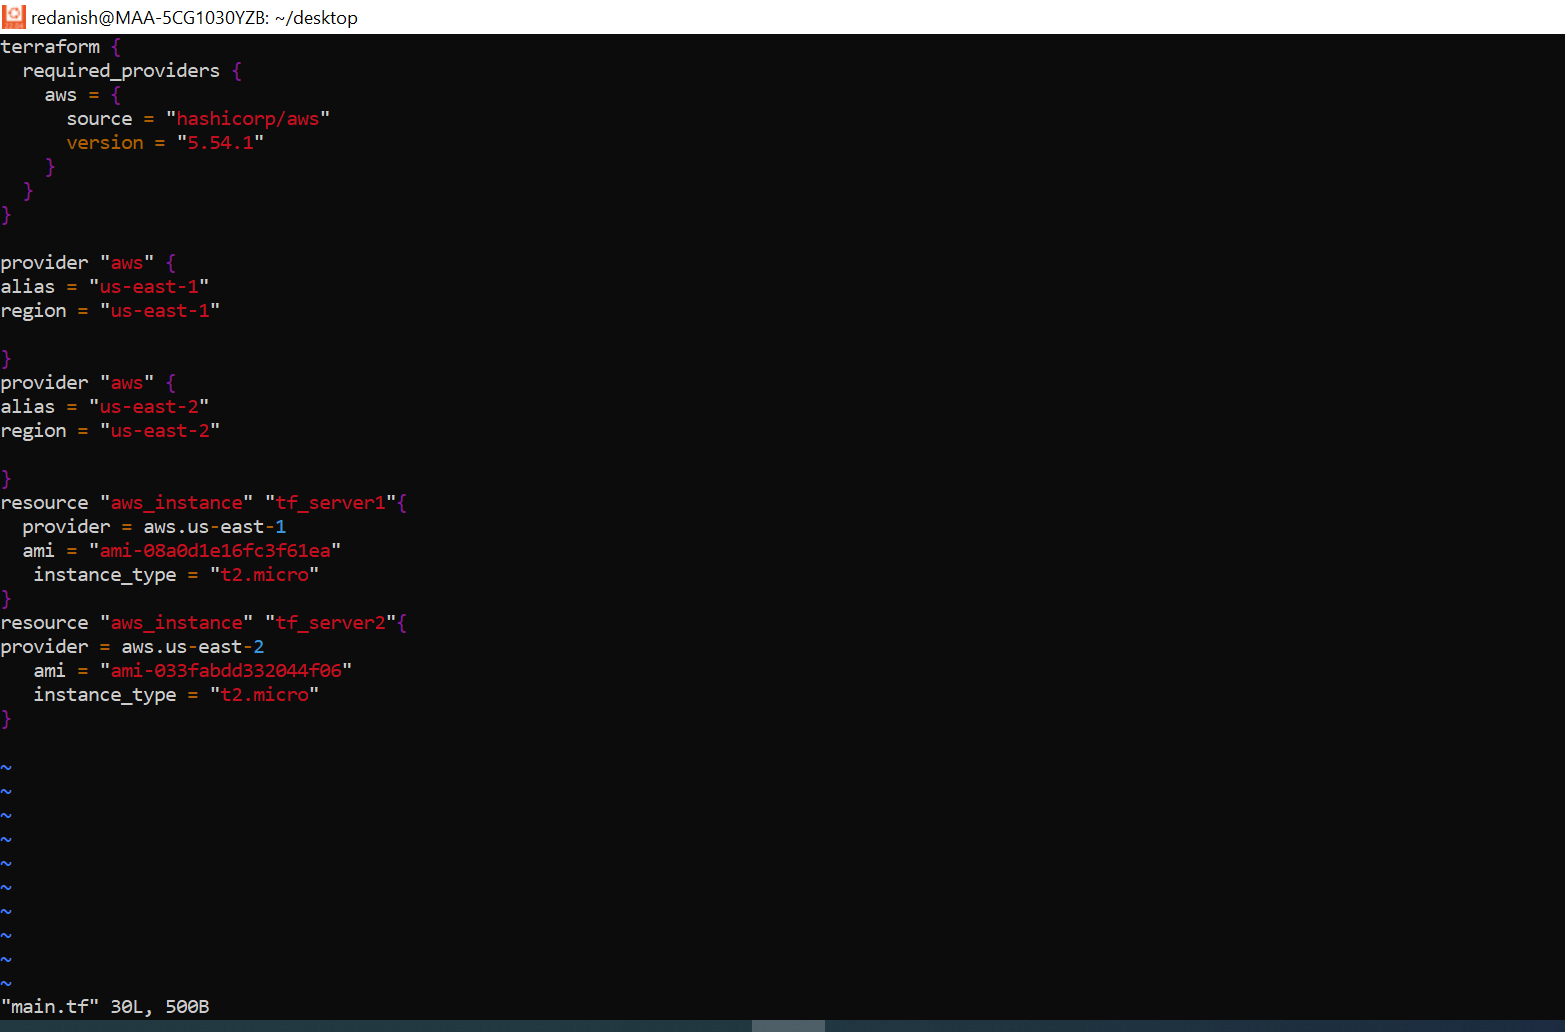 redanish@MAA-5CG1030YZB: ~/desktop
terraform {
  required_providers {
    aws = {
      source = "hashicorp/aws"
      version = "5.54.1"
    }
  }
}

provider "aws" {
alias = "us-east-1"
region = "us-east-1"

}
provider "aws" {
alias = "us-east-2"
region = "us-east-2"

}
resource "aws_instance" "tf_server1"{
  provider = aws.us-east-1
  ami = "ami-08a0d1e16fc3f61ea"
   instance_type = "t2.micro"
}
resource "aws_instance" "tf_server2"{
provider = aws.us-east-2
   ami = "ami-033fabdd332044f06"
   instance_type = "t2.micro"
}

~
~
~
~
~
~
~
~
~
~
"main.tf" 30L, 500B